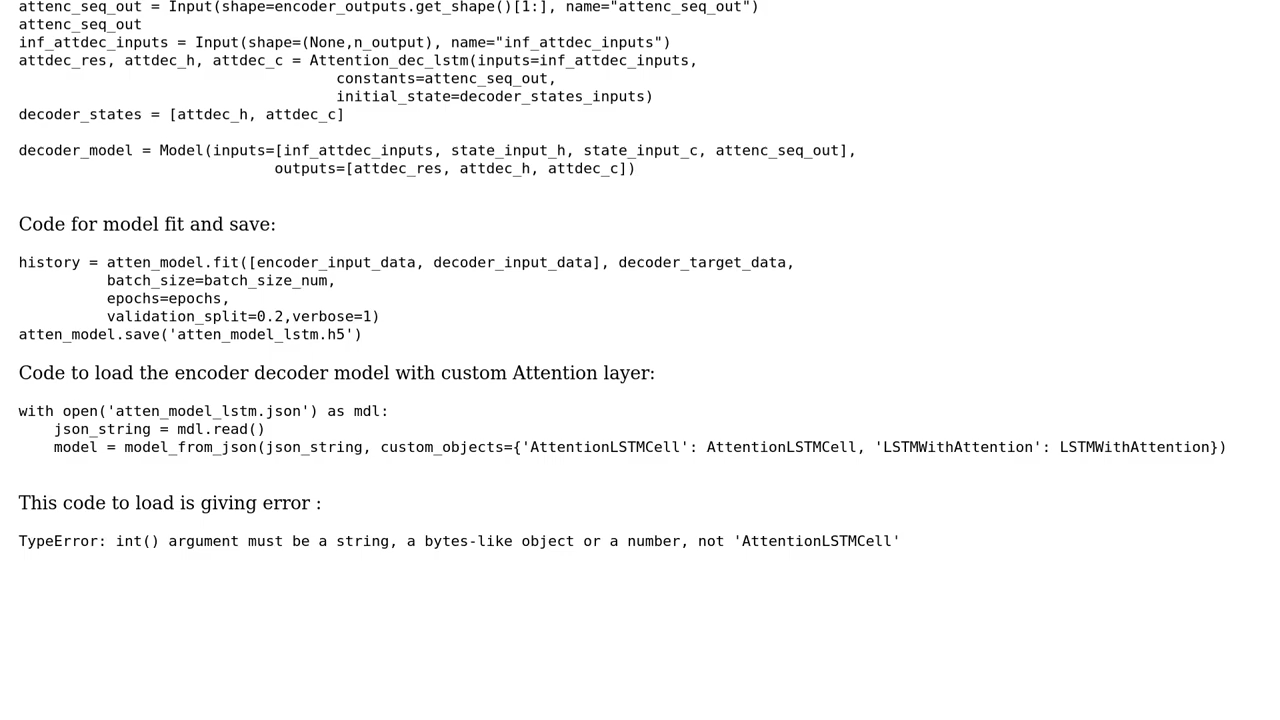 attenc_seq_out = Input(shape=encoder_outputs.get_shape()[1:], name="attenc_seq_out")
attenc_seq_out
inf_attdec_inputs = Input(shape=(None,n_output), name="inf_attdec_inputs")
attdec_res, attdec_h, attdec_c = Attention_dec_lstm(inputs=inf_attdec_inputs,
                                    constants=attenc_seq_out,
                                    initial_state=decoder_states_inputs)
decoder_states = [attdec_h, attdec_c]

decoder_model = Model(inputs=[inf_attdec_inputs, state_input_h, state_input_c, attenc_seq_out],
                             outputs=[attdec_res, attdec_h, attdec_c])

Code for model fit and save:

history = atten_model.fit([encoder_input_data, decoder_input_data], decoder_target_data,
          batch_size=batch_size_num,
          epochs=epochs,
          validation_split=0.2,verbose=1)
atten_model.save('atten_model_lstm.h5')

Code to load the encoder decoder model with custom Attention layer:

with open('atten_model_lstm.json') as mdl:
    json_string = mdl.read()
    model = model_from_json(json_string, custom_objects={'AttentionLSTMCell': AttentionLSTMCell, 'LSTMWithAttention': LSTMWithAttention})

This code to load is giving error :

TypeError: int() argument must be a string, a bytes-like object or a number, not 'AttentionLSTMCell'